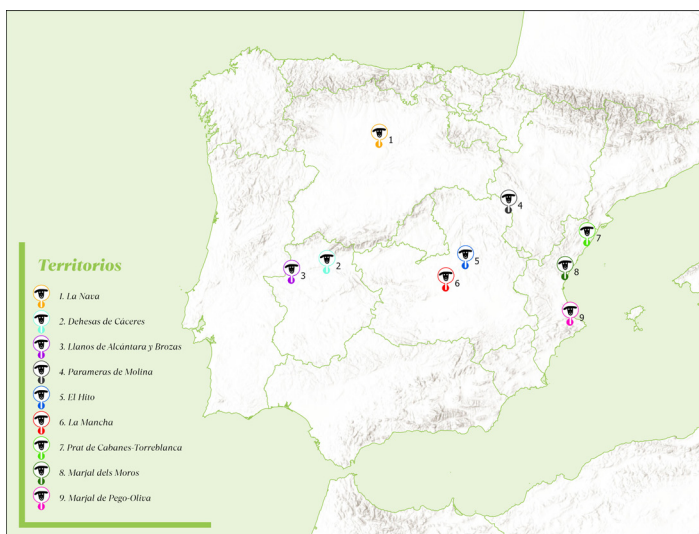 1
4
7
2
5
3
8
6
9
Territorios
1. La Nava
2. Dehesas de Cáceres
3. Llanos de Alcántara y Brozas
4. Parameras de Molina
5. El Hito
6. La Mancha
7. Prat de Cabanes-Torreblanca
8. Marjal dels Moros
9. Marjal de Pego-Oliva